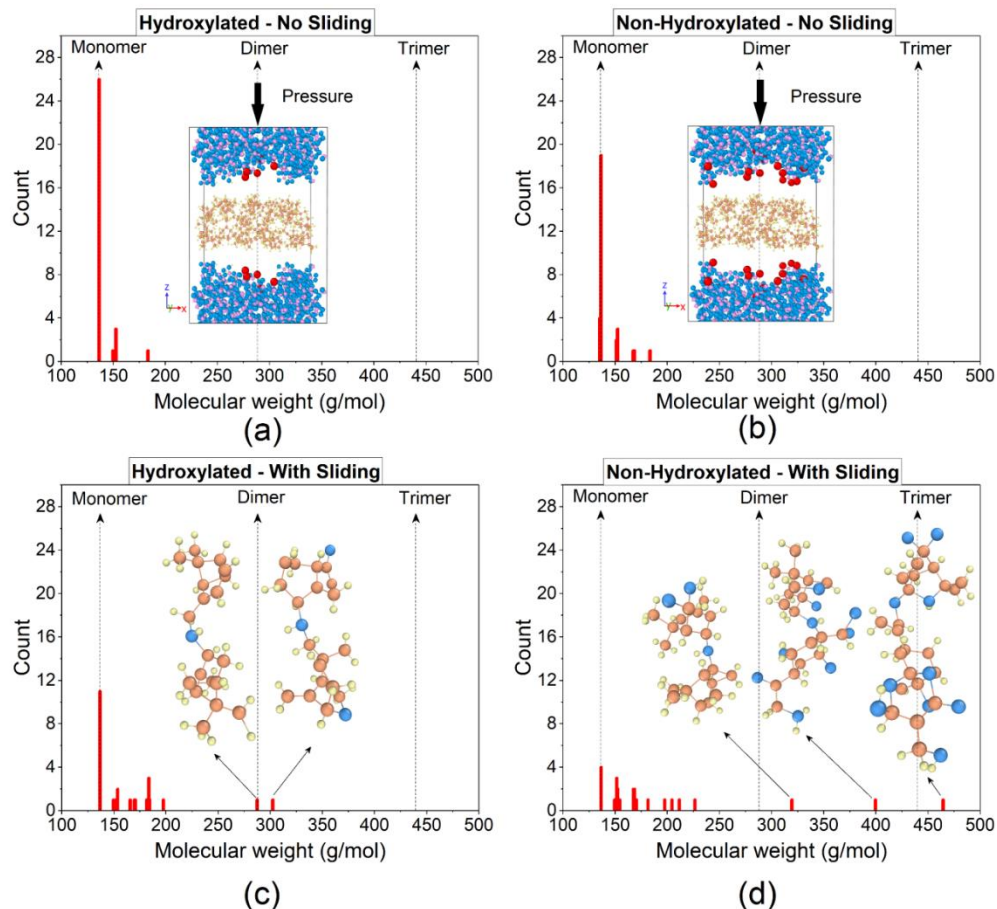 Hydroxylated - No Sliding
Monomer Dimer Trimer
Pressure
Count
28
24
20
16
12
8
4
0
z
y x
100 150 200 250 300 350 400 450 500
Molecular weight (g/mol)
(a)
Non-Hydroxylated - No Sliding
Monomer Dimer Trimer
Pressure
Count
28
24
20
16
12
8
4
0
z
y x
100 150 200 250 300 350 400 450 500
Molecular weight (g/mol)
(b)
Hydroxylated - With Sliding
Monomer Dimer Trimer
Count
28
24
20
16
12
8
4
0
100 150 200 250 300 350 400 450 500
Molecular weight (g/mol)
(c)
Non-Hydroxylated - With Sliding
Monomer Dimer Trimer
Count
28
24
20
16
12
8
4
0
100 150 200 250 300 350 400 450 500
Molecular weight (g/mol)
(d)